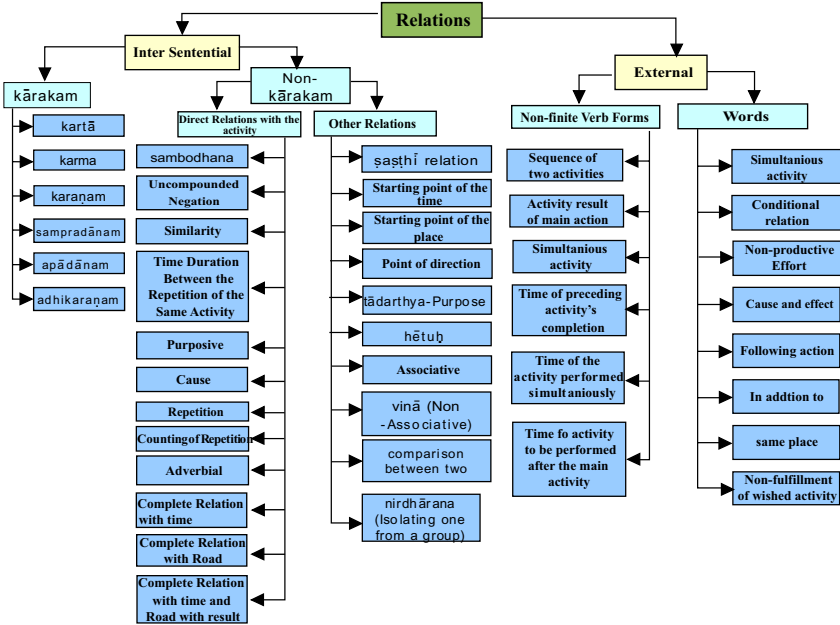 Relations
Inter Sentential
External
kārakam
Non-
kārakam
Non-finite Verb Forms
Words
kartā
karma
karaṇam
sampradānam
apādānam
adhikaraṇam
Direct Relations with the
activity
sambodhana
Uncompounded
Negation
Similarity
Time Duration
Between the
Repetition of the
Same Activity
Purposive
Cause
Repetition
Counting of Repetition
Adverbial
Complete Relation
with time
Complete Relation
with Road
Complete Relation
with time and
Road with result
Other Relations
ṣaṣṭhī relation
Starting point of the
time
Starting point of the
place
Point of direction
tādarthya-Purpose
hētuḥ
Associative
vinā (Non
-Associative)
comparison
between two
nirdhārana
(Isolating one
from a group)
Sequence of
two activities
Activity result
of main action
Simultanious
activity
Time of preceding
activity’s
completion
Time of the
activity performed
simultaniously
Time fo activity
to be performed
after the main
activity
Simultanious
activity
Conditional
relation
Non-productive
Effort
Cause and effect
Following action
In addtion to
same place
Non-fulfillment
of wished activity